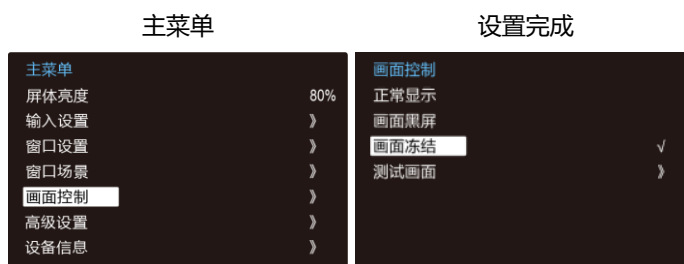 主菜单
设置完成
主菜单
屏体亮度 80%
输入设置 》
窗口设置 》
窗口场景 》
画面控制 》
高级设置 》
设备信息 》
画面控制
正常显示
画面黑屏
画面冻结 √
测试画面 》